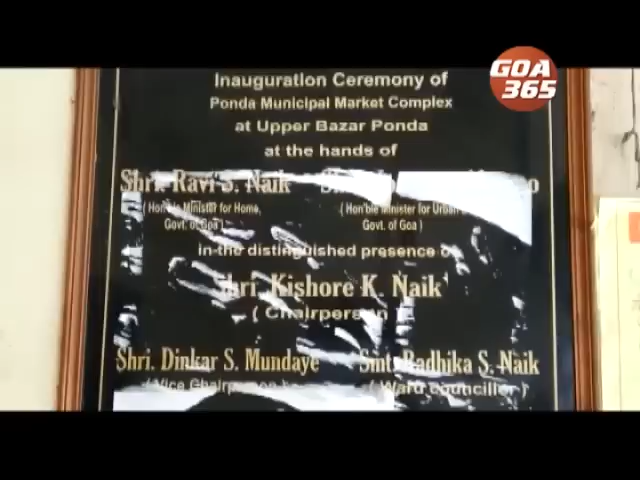 GOA
365
Inauguration Ceremony of
Ponda Municipal Market Complex
at Upper Bazar Ponda
at the hands of
Shri. Ravi S. Naik
( Hon'ble Minister for Home, ( Hon'ble Minister for Urban
Govt. of Goa ) Govt. of Goa )
in the distinguished presence of
Shri. Kishore K. Naik
( Chairperson )
Shri. Dinkar S. Mundaye Smt. Radhika S. Naik
( Vice Chairperson ( Ward Councillor )